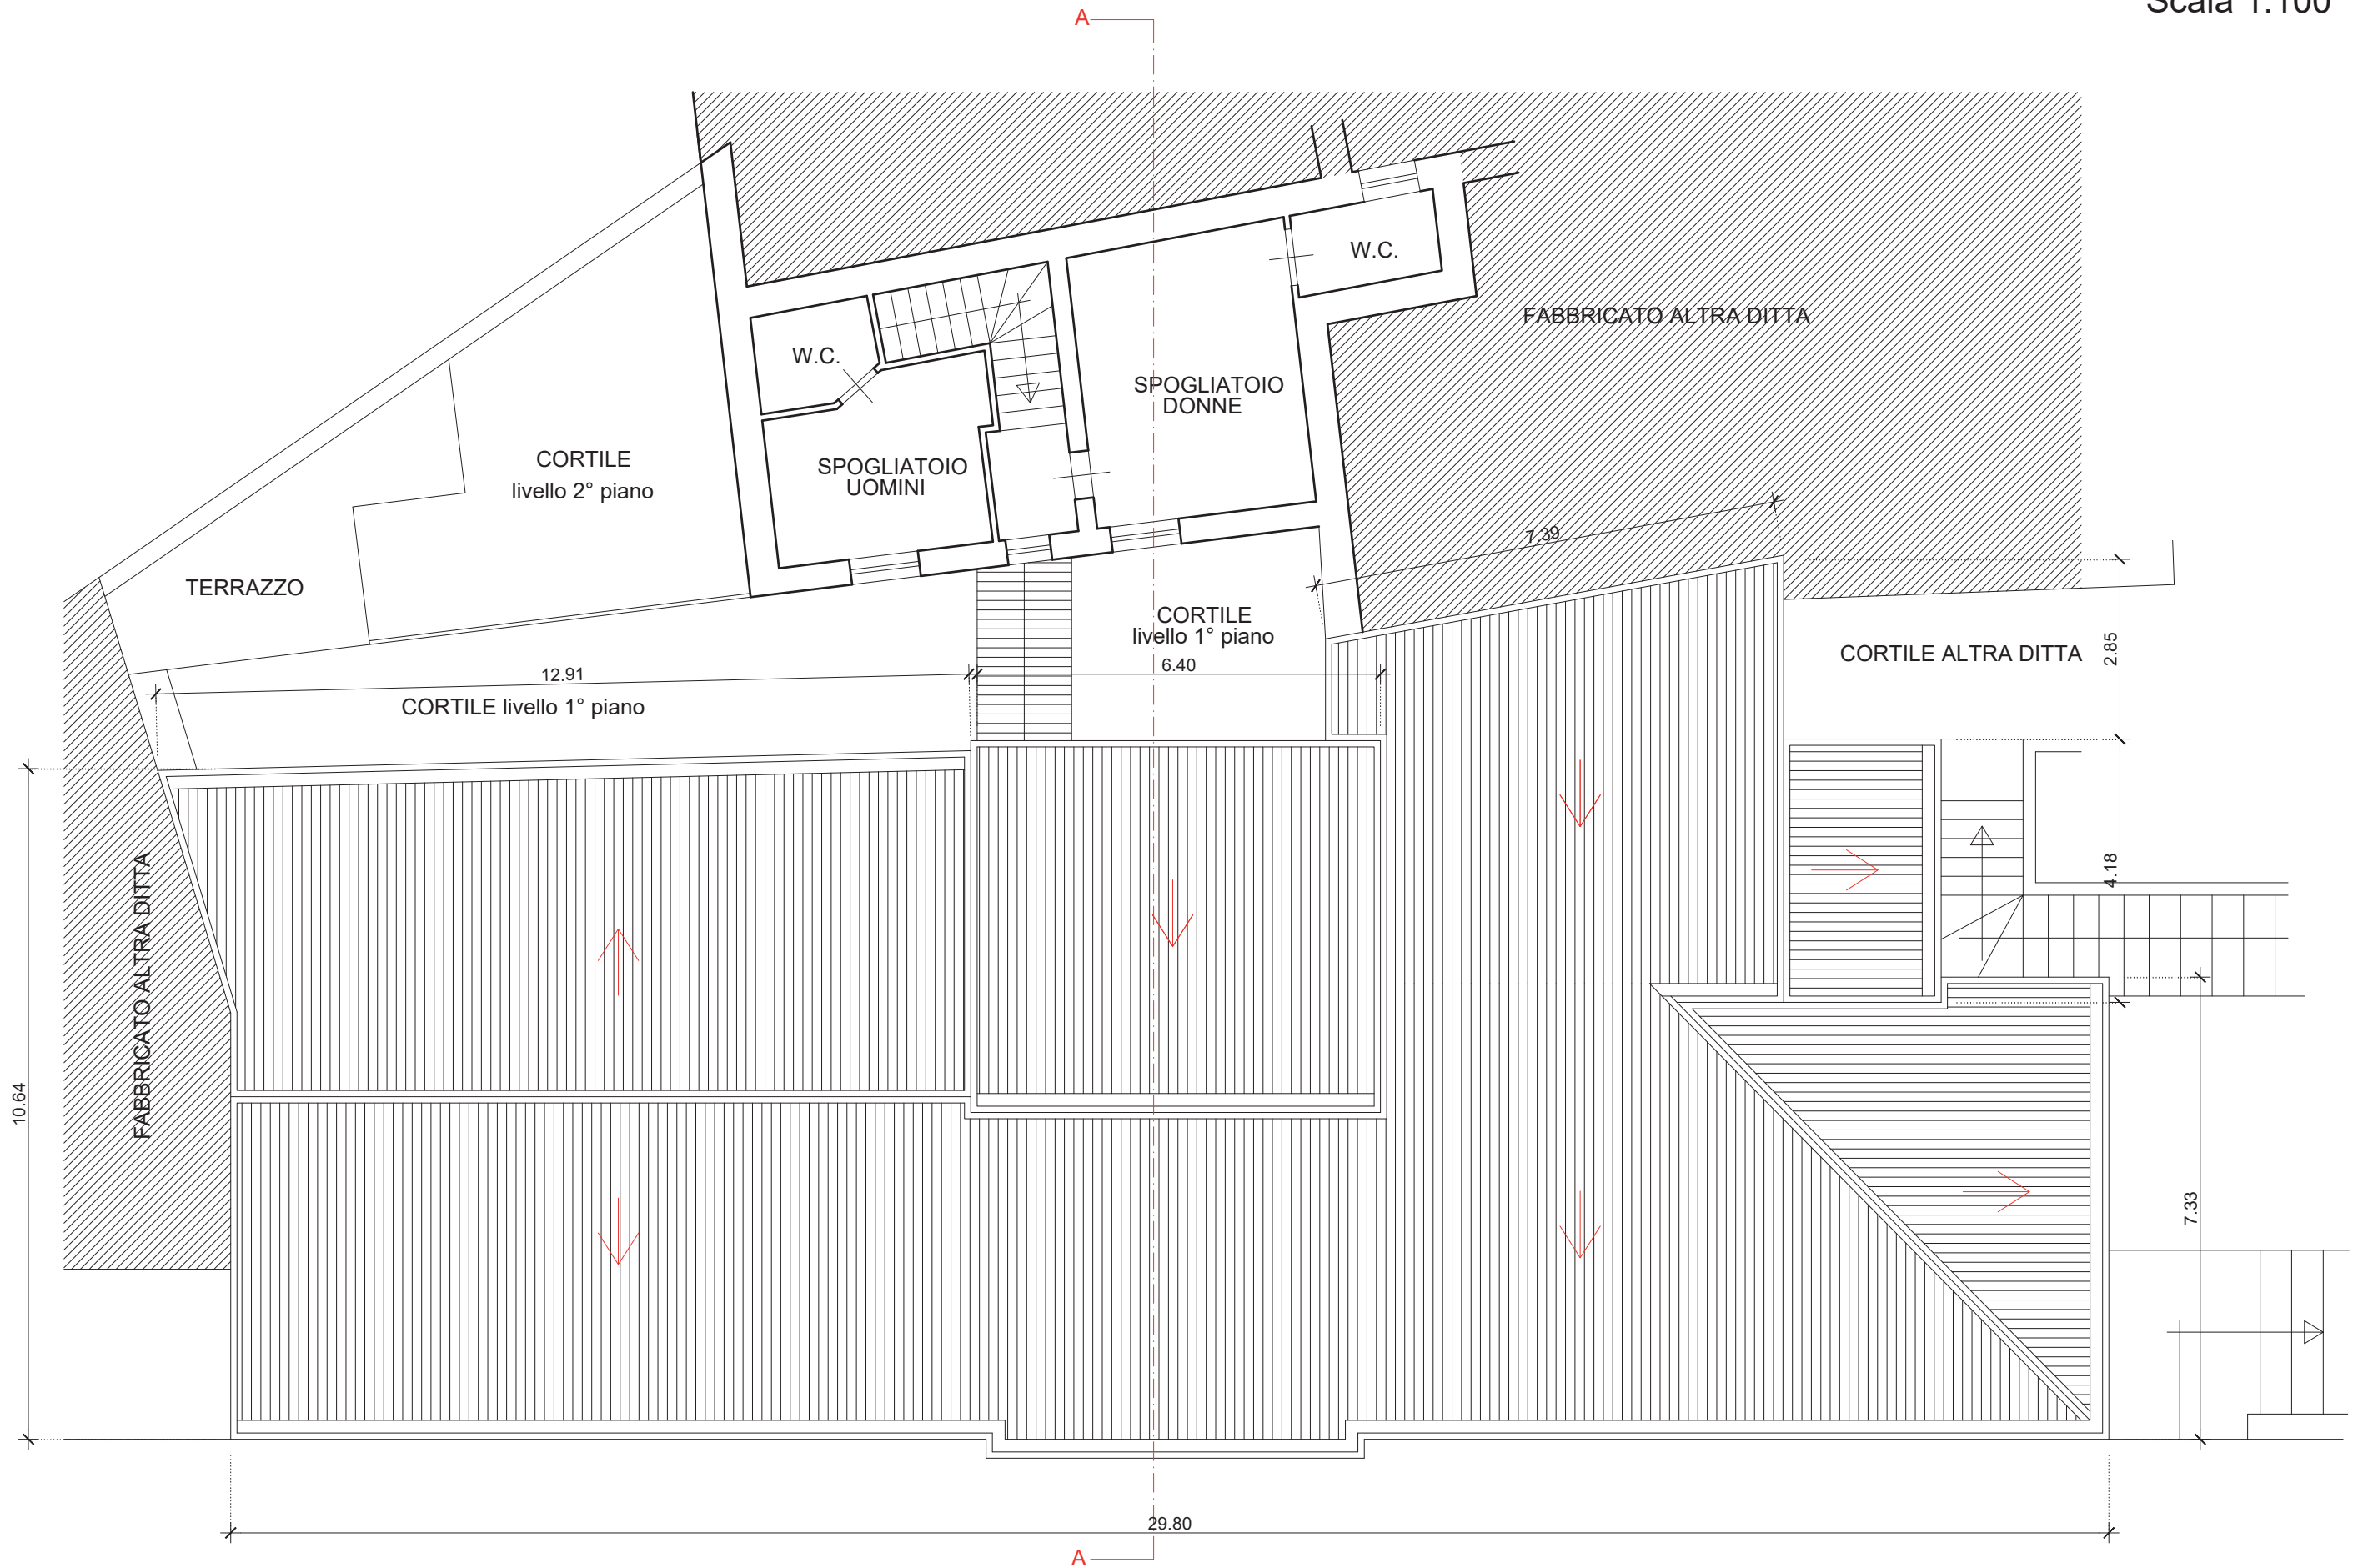 Scala 1:100
A
W.C.
FABBRICATO ALTRA DITTA
W.C.
SPOGLIATOIO
DONNE
CORTILE
livello 2° piano
SPOGLIATOIO
UOMINI
7.39
TERRAZZO
CORTILE
livello 1° piano
CORTILE ALTRA DITTA
2.85
12.91
6.40
CORTILE livello 1° piano
4.18
FABBRICATO ALTRA DITTA
10.64
7.33
29.80
A